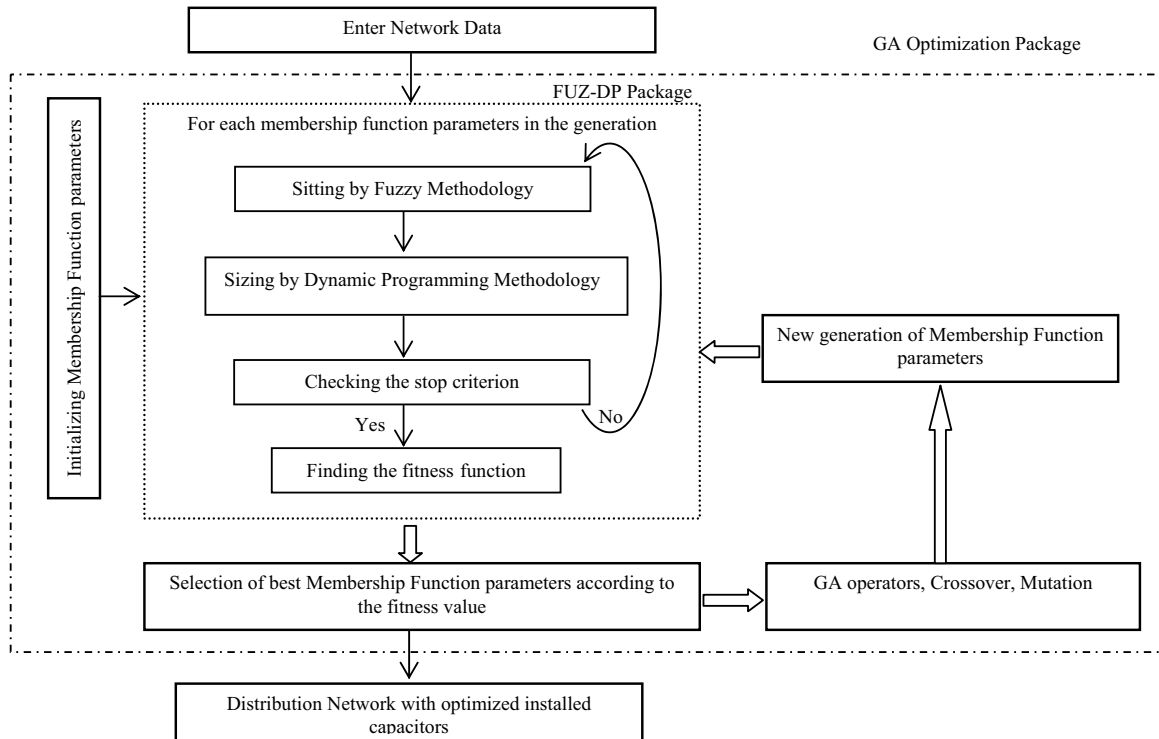 Enter Network Data
GA Optimization Package
FUZ-DP Package
For each membership function parameters in the generation
Initializing Membership Function parameters
Sitting by Fuzzy Methodology
Sizing by Dynamic Programming Methodology
Checking the stop criterion
No
Yes
Finding the fitness function
New generation of Membership Function
parameters
Selection of best Membership Function parameters according to
the fitness value
GA operators, Crossover, Mutation
Distribution Network with optimized installed
capacitors